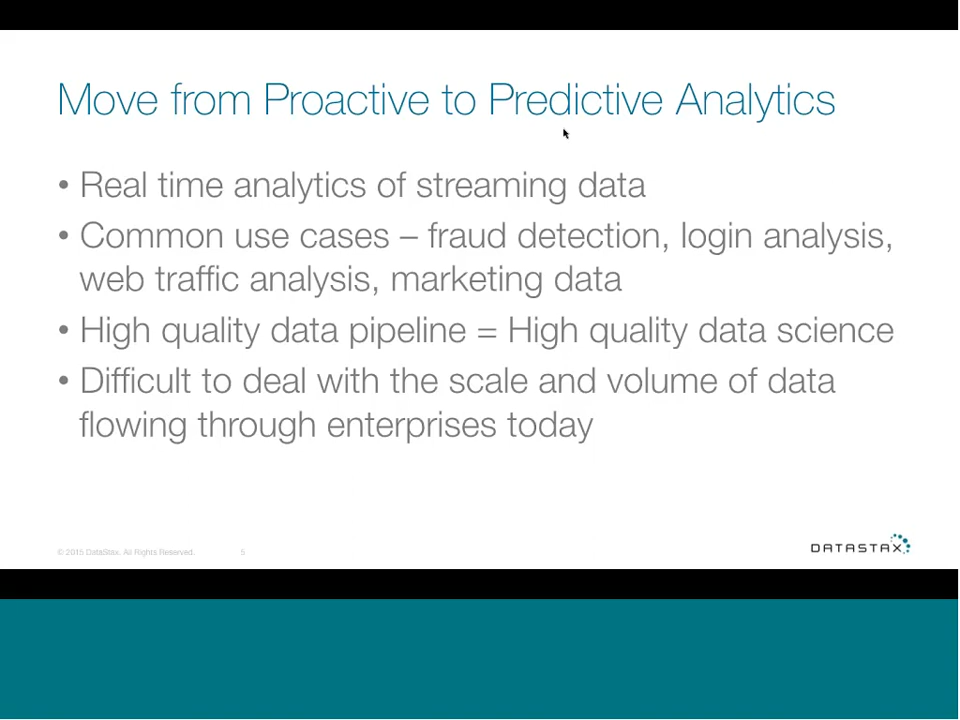 Move from Proactive to Predictive Analytics
• Real time analytics of streaming data
• Common use cases – fraud detection, login analysis,
web traffic analysis, marketing data
• High quality data pipeline = High quality data science
• Difficult to deal with the scale and volume of data
flowing through enterprises today
© 2015 DataStax. All Rights Reserved. 5
DATASTAX